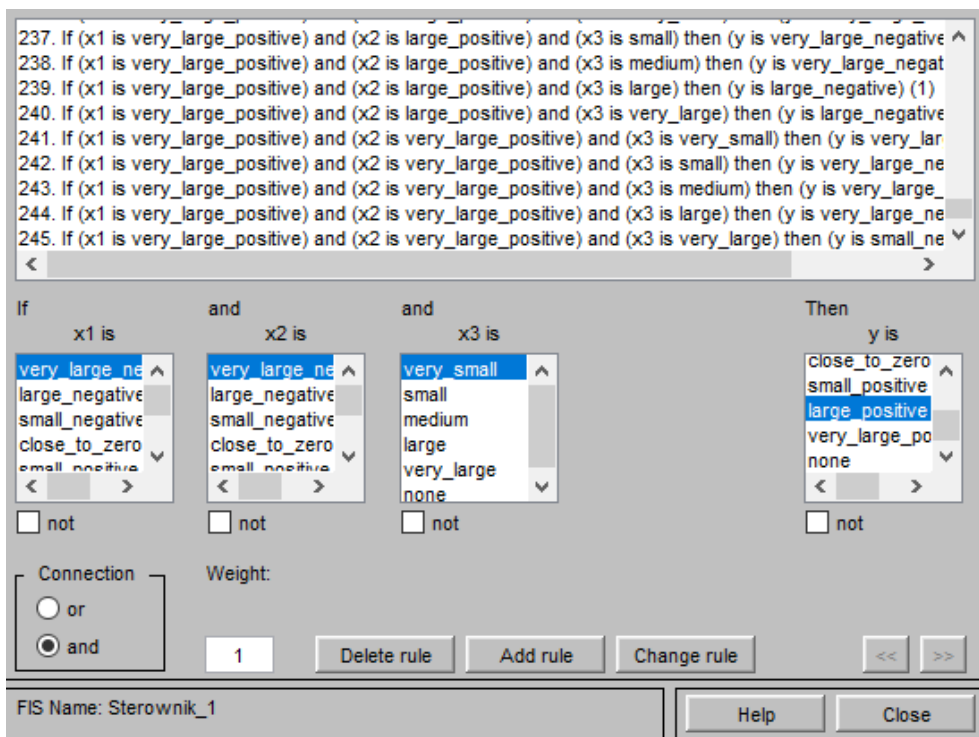 237. If (x1 is very_large_positive) and (x2 is large_positive) and (x3 is small) then (y is very_large_negative
238. If (x1 is very_large_positive) and (x2 is large_positive) and (x3 is medium) then (y is very_large_negat
239. If (x1 is very_large_positive) and (x2 is large_positive) and (x3 is large) then (y is large_negative) (1)
240. If (x1 is very_large_positive) and (x2 is large_positive) and (x3 is very_large) then (y is large_negative
241. If (x1 is very_large_positive) and (x2 is very_large_positive) and (x3 is very_small) then (y is very_lar
242. If (x1 is very_large_positive) and (x2 is very_large_positive) and (x3 is small) then (y is very_large_ne
243. If (x1 is very_large_positive) and (x2 is very_large_positive) and (x3 is medium) then (y is very_large_
244. If (x1 is very_large_positive) and (x2 is very_large_positive) and (x3 is large) then (y is very_large_ne
245. If (x1 is very_large_positive) and (x2 is very_large_positive) and (x3 is very_large) then (y is small_ne
If and and Then
x1 is x2 is x3 is y is
very_large_ne very_large_ne very_small close_to_zero
large_negative large_negative small small_positive
small_negative small_negative medium large_positive
close_to_zero close_to_zero large very_large_po
small_positive small_positive very_large none
none
not not not not
Connection Weight:
or
and 1 Delete rule Add rule Change rule << >>
FIS Name: Sterownik_1 Help Close